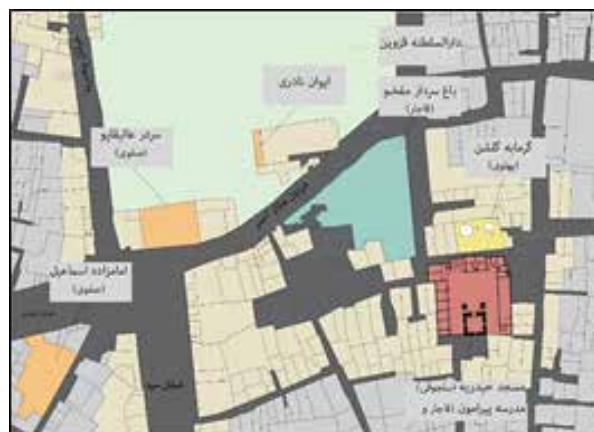 دارالسلطنه قزوین
باغ سردار مفخم
(قاجار)
ایوان نادری
گرمابه گلشن
(پهلوی)
سردر عالیقاپو
(صفوی)
امامزاده اسماعیل
(صفوی)
مسجد حیدریه (سلجوقی)
مدرسه پیرامون (قاجار و